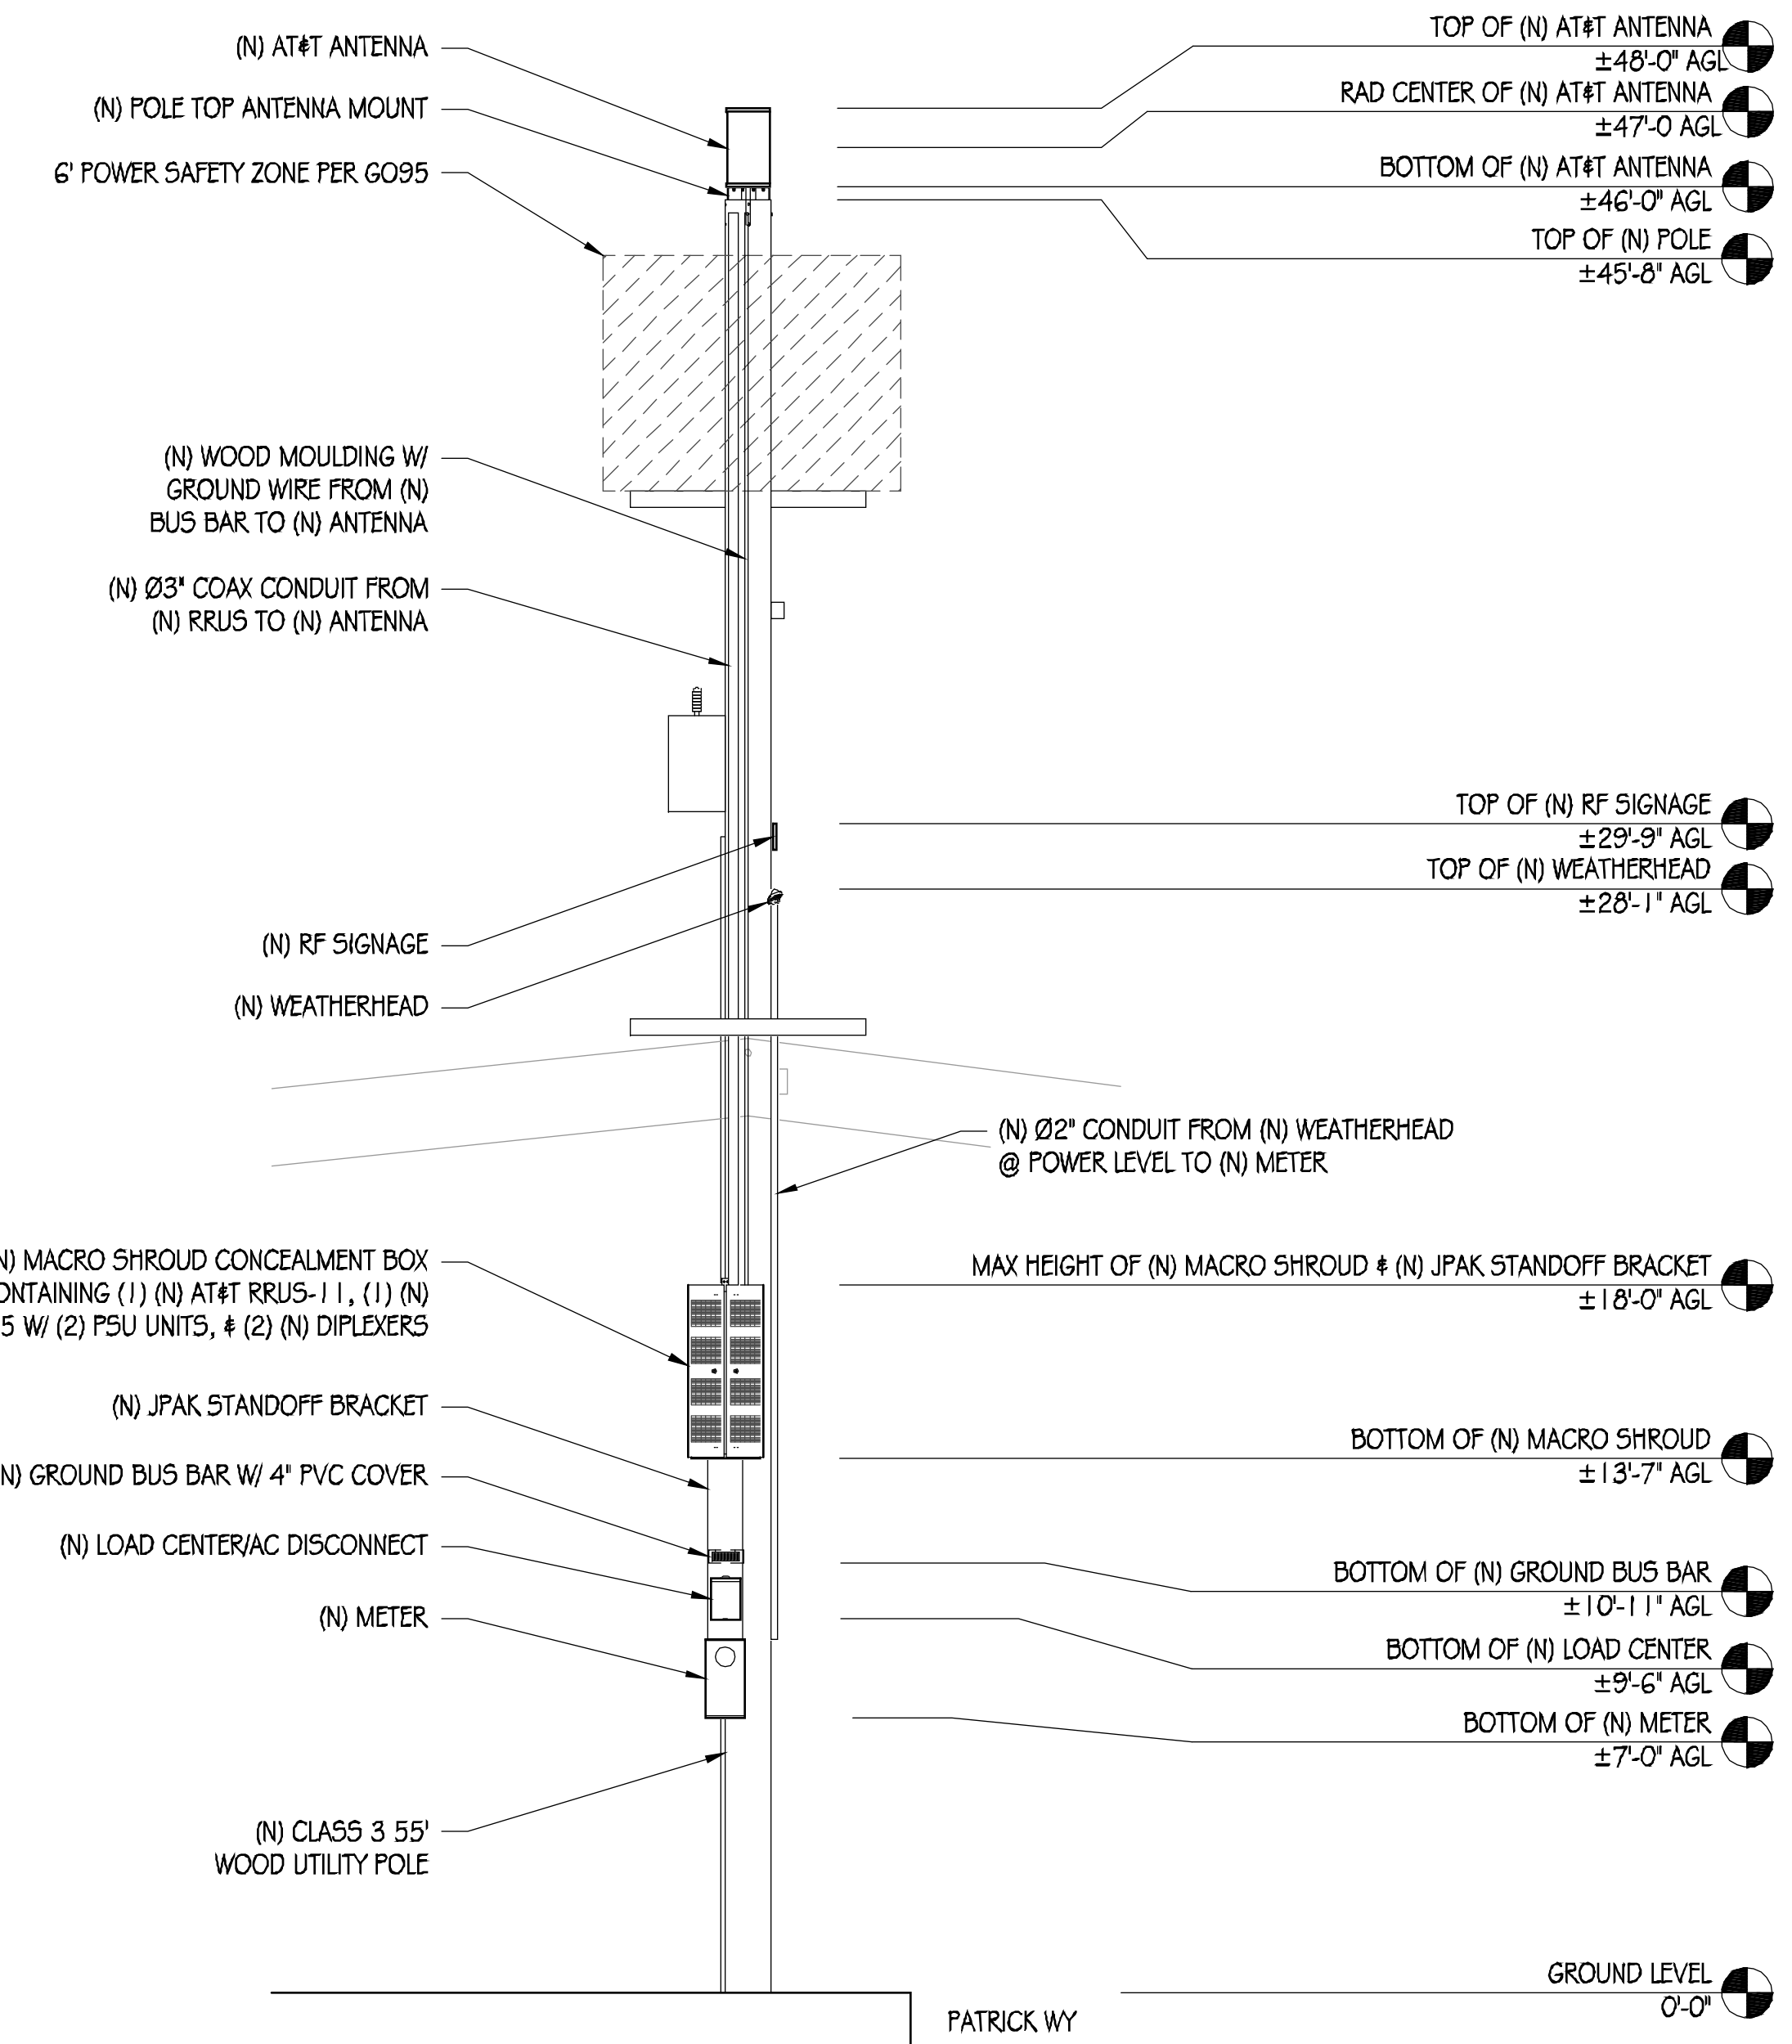 (N) AT&T ANTENNA
(N) POLE TOP ANTENNA MOUNT
6' POWER SAFETY ZONE PER GO95
(N) WOOD MOULDING W/
GROUND WIRE FROM (N)
BUS BAR TO (N) ANTENNA
(N) Ø3" COAX CONDUIT FROM
(N) RRUS TO (N) ANTENNA
(N) RF SIGNAGE
(N) WEATHERHEAD
N) MACRO SHROUD CONCEALMENT BOX
ONTAINING (1) (N) AT&T RRUS-11, (1) (N)
5 W/ (2) PSU UNITS, & (2) (N) DIPLEXERS
(N) JPAK STANDOFF BRACKET
N) GROUND BUS BAR W/ 4" PVC COVER
(N) LOAD CENTER/AC DISCONNECT
(N) METER
(N) CLASS 3 55'
WOOD UTILITY POLE
TOP OF (N) AT&T ANTENNA
±48'-0" AGL
RAD CENTER OF (N) AT&T ANTENNA
±47'-0 AGL
BOTTOM OF (N) AT&T ANTENNA
±46'-0" AGL
TOP OF (N) POLE
±45'-8" AGL
TOP OF (N) RF SIGNAGE
±29'-9" AGL
TOP OF (N) WEATHERHEAD
±28'-1" AGL
(N) Ø2" CONDUIT FROM (N) WEATHERHEAD
@ POWER LEVEL TO (N) METER
MAX HEIGHT OF (N) MACRO SHROUD & (N) JPAK STANDOFF BRACKET
±18'-0" AGL
BOTTOM OF (N) MACRO SHROUD
±13'-7" AGL
BOTTOM OF (N) GROUND BUS BAR
±10'-11" AGL
BOTTOM OF (N) LOAD CENTER
±9'-6" AGL
BOTTOM OF (N) METER
±7'-0" AGL
GROUND LEVEL
0'-0"
PATRICK WY